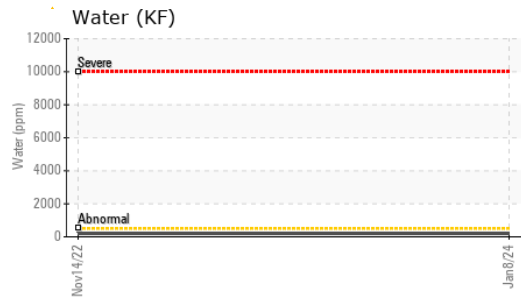 Water (KF)
12000
Severe
10000
8000
6000
4000
2000
Abnormal
0
Water (ppm)
Nov14/22
Jan8/24